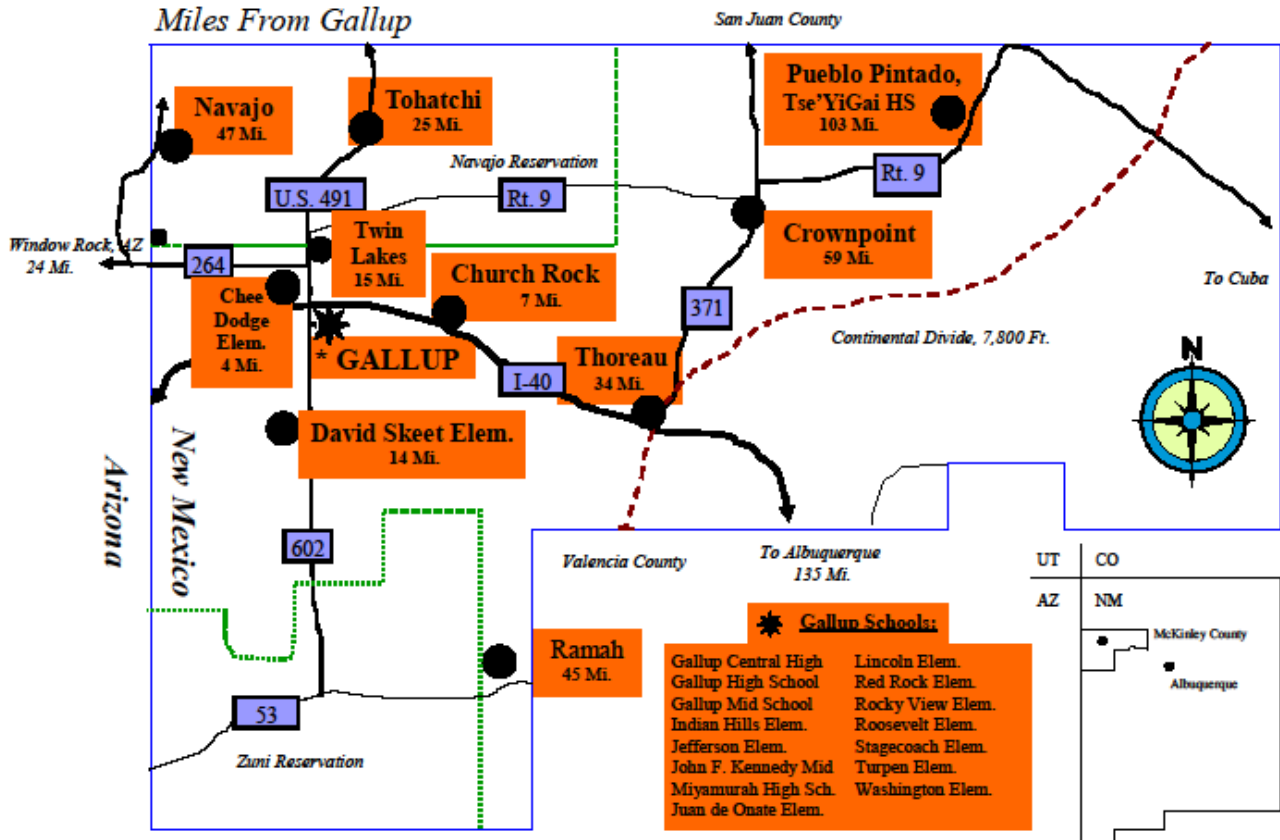 Miles From Gallup
San Juan County
Navajo
47 Mi.
Tohatchi
25 Mi.
Pueblo Pintado,
Tse'YiGai HS
103 Mi.
Navajo Reservation
U.S. 491
Rt. 9
Rt. 9
Window Rock, AZ
24 Mi.
264
Twin
Lakes
15 Mi.
Crownpoint
59 Mi.
Church Rock
7 Mi.
To Cuba
Chee
Dodge
Elem.
4 Mi.
371
Continental Divide, 7,800 Ft.
N
* GALLUP
I-40
Thoreau
34 Mi.
David Skeet Elem.
14 Mi.
Arizona
New Mexico
602
Valencia County
To Albuquerque
135 Mi.
UT
CO
AZ
NM
McKinley County
Albuquerque
Ramah
45 Mi.
53
Zuni Reservation
Gallup Schools:
Gallup Central High
Gallup High School
Gallup Mid School
Indian Hills Elem.
Jefferson Elem.
John F. Kennedy Mid
Miyamurah High Sch.
Juan de Onate Elem.
Lincoln Elem.
Red Rock Elem.
Rocky View Elem.
Roosevelt Elem.
Stagecoach Elem.
Turpen Elem.
Washington Elem.